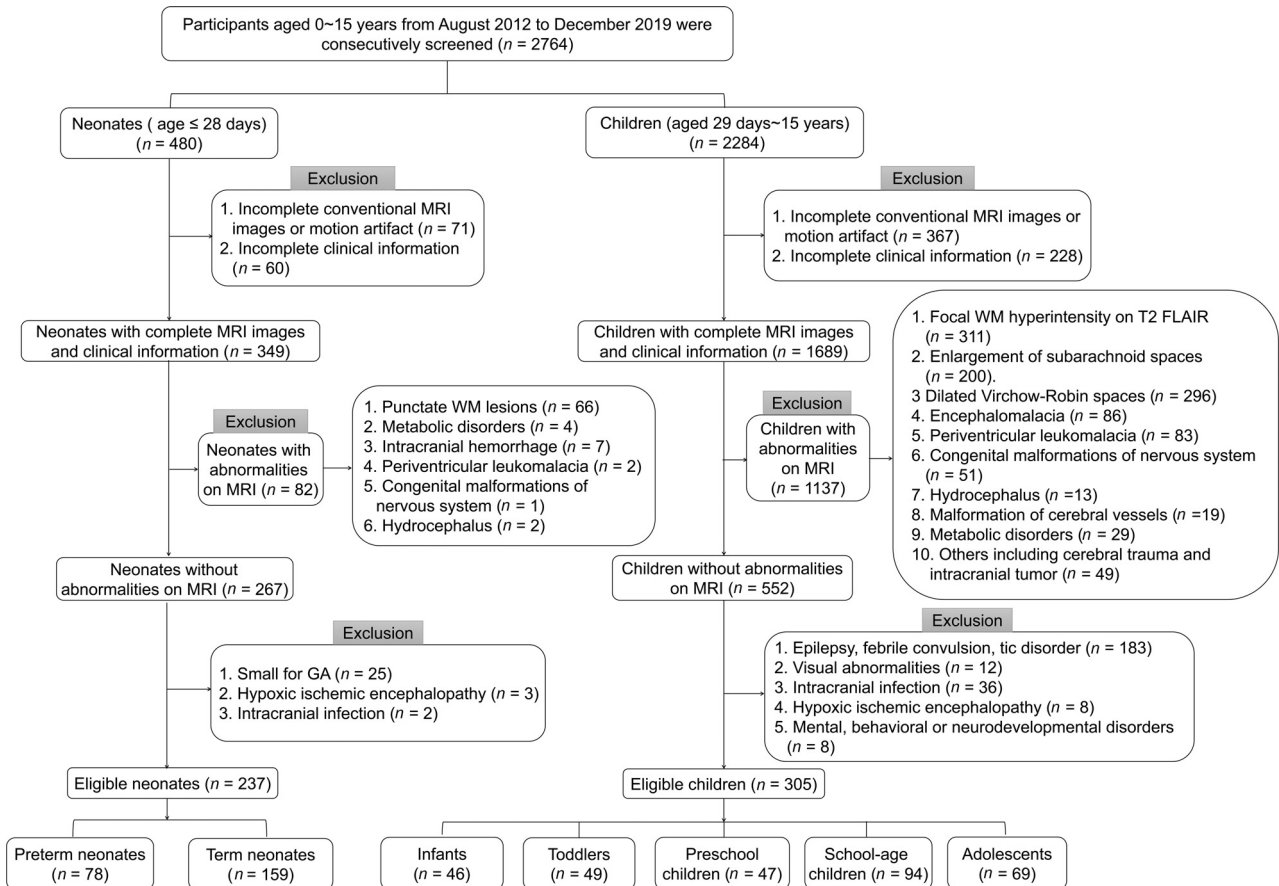 Participants aged 0~15 years from August 2012 to December 2019 were
consecutively screened (n = 2764)
Neonates ( age ≤ 28 days)
(n = 480)
Children (aged 29 days~15 years)
(n = 2284)
Exclusion
1. Incomplete conventional MRI
images or motion artifact (n = 71)
2. Incomplete clinical information
(n = 60)
Exclusion
1. Incomplete conventional MRI images or
motion artifact (n = 367)
2. Incomplete clinical information (n = 228)
Neonates with complete MRI images
and clinical information (n = 349)
Children with complete MRI images
and clinical information (n = 1689)
Exclusion
Neonates with
abnormalities
on MRI (n = 82)
1. Punctate WM lesions (n = 66)
2. Metabolic disorders (n = 4)
3. Intracranial hemorrhage (n = 7)
4. Periventricular leukomalacia (n = 2)
5. Congenital malformations of
nervous system (n = 1)
6. Hydrocephalus (n = 2)
Exclusion
Children with
abnormalities
on MRI
(n = 1137)
1. Focal WM hyperintensity on T2 FLAIR
(n = 311)
2. Enlargement of subarachnoid spaces
(n = 200).
3 Dilated Virchow-Robin spaces (n = 296)
4. Encephalomalacia (n = 86)
5. Periventricular leukomalacia (n = 83)
6. Congenital malformations of nervous system
(n = 51)
7. Hydrocephalus (n =13)
8. Malformation of cerebral vessels (n =19)
9. Metabolic disorders (n = 29)
10. Others including cerebral trauma and
intracranial tumor (n = 49)
Neonates without
abnormalities on MRI (n = 267)
Children without abnormalities
on MRI (n = 552)
Exclusion
1. Small for GA (n = 25)
2. Hypoxic ischemic encephalopathy (n = 3)
3. Intracranial infection (n = 2)
Exclusion
1. Epilepsy, febrile convulsion, tic disorder (n = 183)
2. Visual abnormalities (n = 12)
3. Intracranial infection (n = 36)
4. Hypoxic ischemic encephalopathy (n = 8)
5. Mental, behavioral or neurodevelopmental disorders
(n = 8)
Eligible neonates (n = 237)
Eligible children (n = 305)
Preterm neonates
(n = 78)
Term neonates
(n = 159)
Infants
(n = 46)
Toddlers
(n = 49)
Preschool
children (n = 47)
School-age
children (n = 94)
Adolescents
(n = 69)